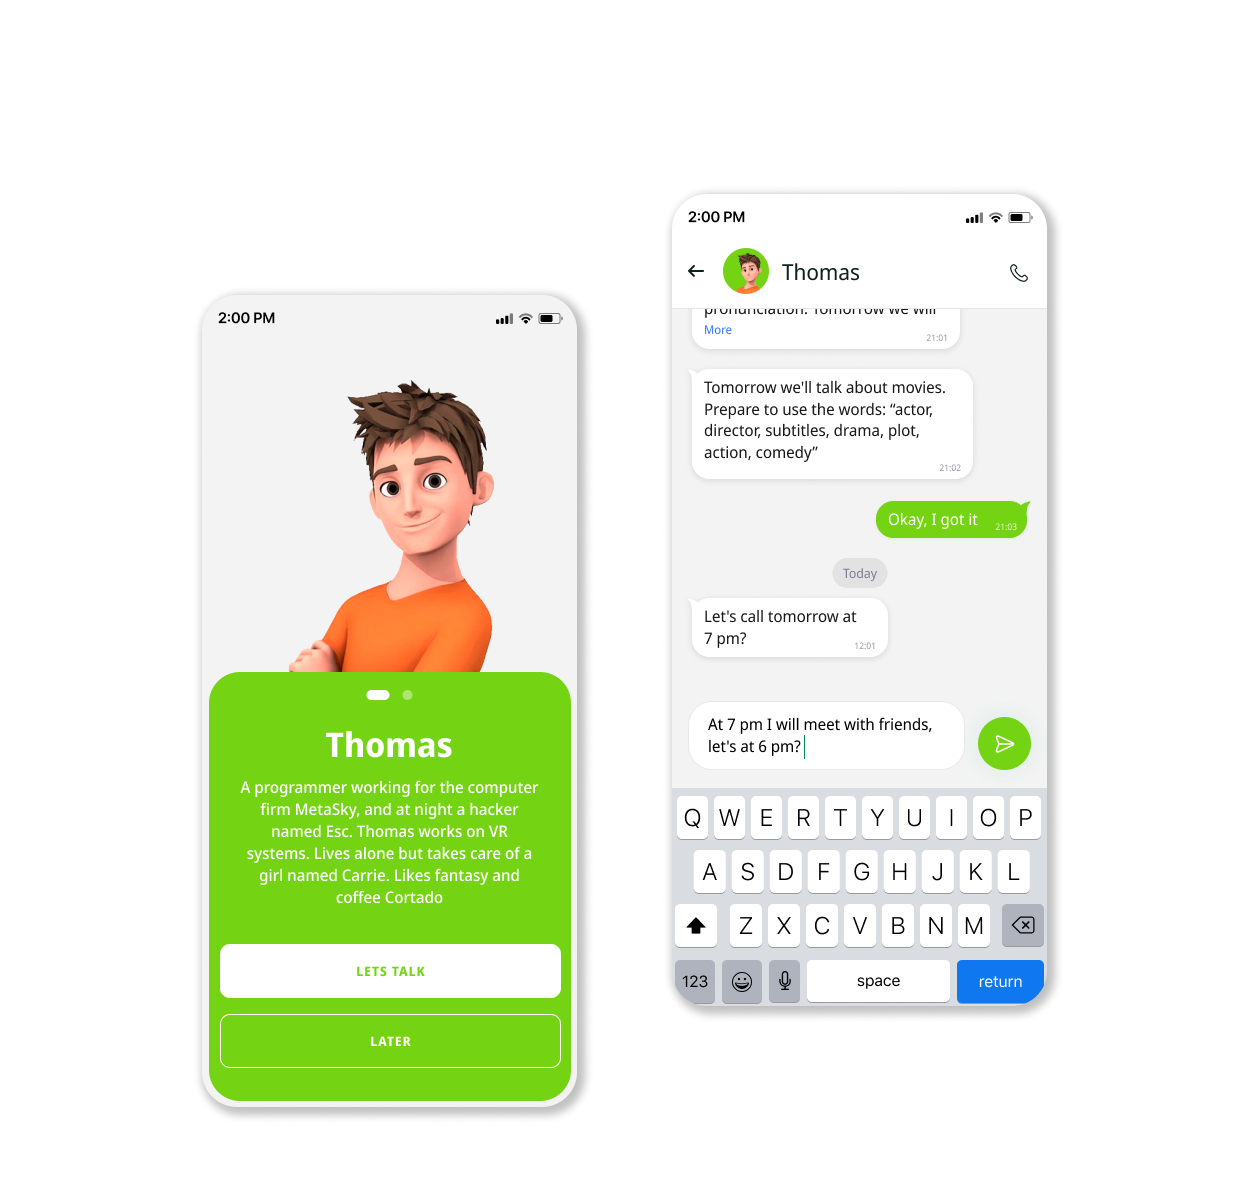 2:00 PM
Thomas
A programmer working for the computer
firm MetaSky, and at night a hacker
named Esc. Thomas works on VR
systems. Lives alone but takes care of a
girl named Carrie. Likes fantasy and
coffee Cortado
LETS TALK
LATER
2:00 PM
Thomas
pronunciation. Tomorrow we will
More
21:01
Tomorrow we'll talk about movies.
Prepare to use the words: “actor,
director, subtitles, drama, plot,
action, comedy”
21:02
Okay, I got it
21:03
Today
Let's call tomorrow at
7 pm?
12:01
At 7 pm I will meet with friends,
let's at 6 pm?
Q W E R T Y U I O P
A S D F G H J K L
Z X C V B N M
123 space return